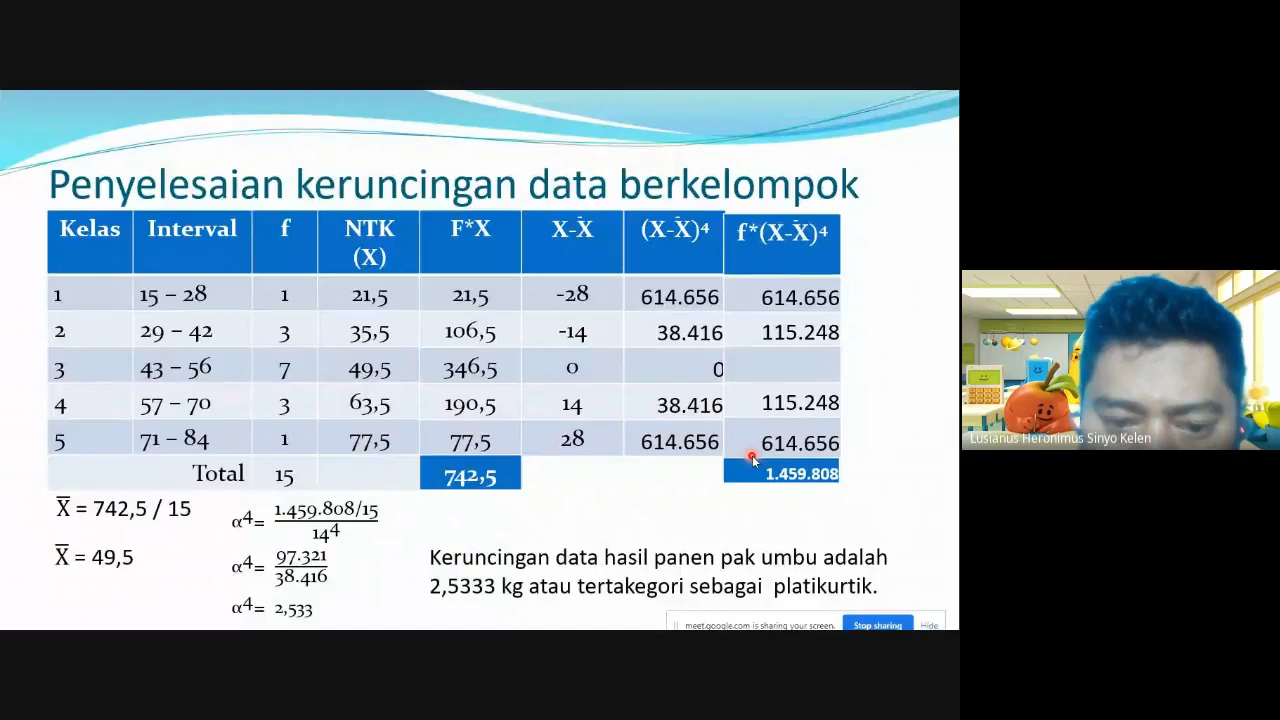 Penyelesaian keruncingan data berkelompok
Kelas Interval f NTK (X) F*X X-Ẋ (X-Ẋ)⁴ f*(X-Ẋ)⁴
1 15 – 28 1 21,5 21,5 -28 614.656 614.656
2 29 – 42 3 35,5 106,5 -14 38.416 115.248
3 43 – 56 7 49,5 346,5 0 0
4 57 – 70 3 63,5 190,5 14 38.416 115.248
5 71 – 84 1 77,5 77,5 28 614.656 614.656
Total 15 742,5 1.459.808
X̅ = 742,5 / 15
X̅ = 49,5
α⁴= 1.459.808/15
14⁴
α⁴= 97.321
38.416
α⁴= 2,533
Keruncingan data hasil panen pak umbu adalah
2,5333 kg atau tertakegori sebagai platikurtik.
meet.google.com is sharing your screen. Stop sharing Hide
Lusianus Heronimus Sinyo Kelen